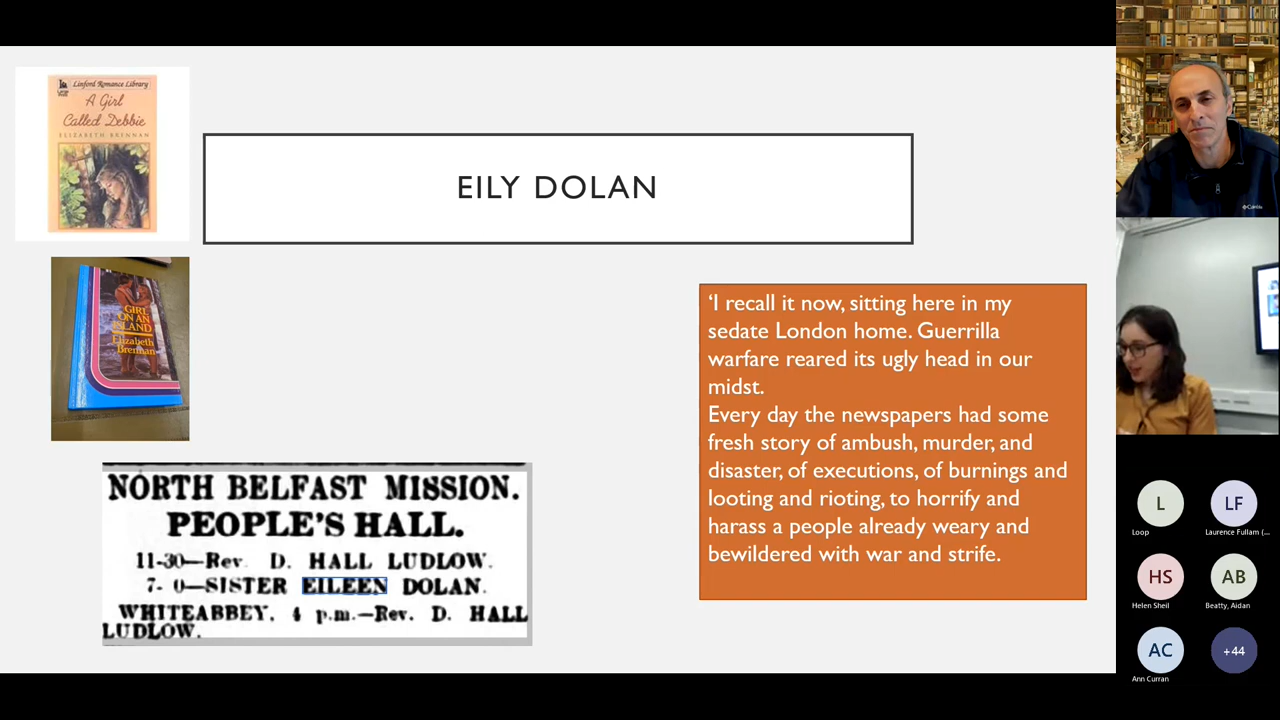 Linford Romance Library
A Girl
Called Debbie
ELIZABETH BRENNAN
GIRL
ON AN
ISLAND
Elizabeth
Brennan
EILY DOLAN
‘I recall it now, sitting here in my
sedate London home. Guerrilla
warfare reared its ugly head in our
midst.
Every day the newspapers had some
fresh story of ambush, murder, and
disaster, of executions, of burnings and
looting and rioting, to horrify and
harass a people already weary and
bewildered with war and strife.
NORTH BELFAST MISSION.
PEOPLE'S HALL.
11-30—Rev. D. HALL LUDLOW.
7- 0—SISTER EILEEN DOLAN.
WHITEABBEY, 4 p.m.—Rev. D. HALL
LUDLOW.
Columbia
L
LF
Loop
Laurence Fullam (...
HS
AB
Helen Sheil
Beatty, Aidan
AC
+44
Ann Curran